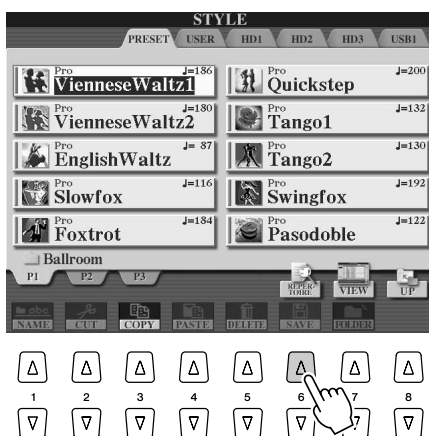 STYLE
PRESET USER HD1 HD2 HD3 USB1
Pro ♩=186
VienneseWaltz1
Pro ♩=200
Quickstep
Pro ♩=180
VienneseWaltz2
Pro ♩=132
Tango1
Pro ♩= 87
EnglishWaltz
Pro ♩=130
Tango2
Pro ♩=116
Slowfox
Pro ♩=192
Swingfox
Pro ♩=184
Foxtrot
Pro ♩=122
Pasodoble
Ballroom
P1 P2 P3
REPER-
TOIRE VIEW UP
abc
NAME CUT COPY PASTE DELETE SAVE FOLDER
1 2 3 4 5 6 7 8